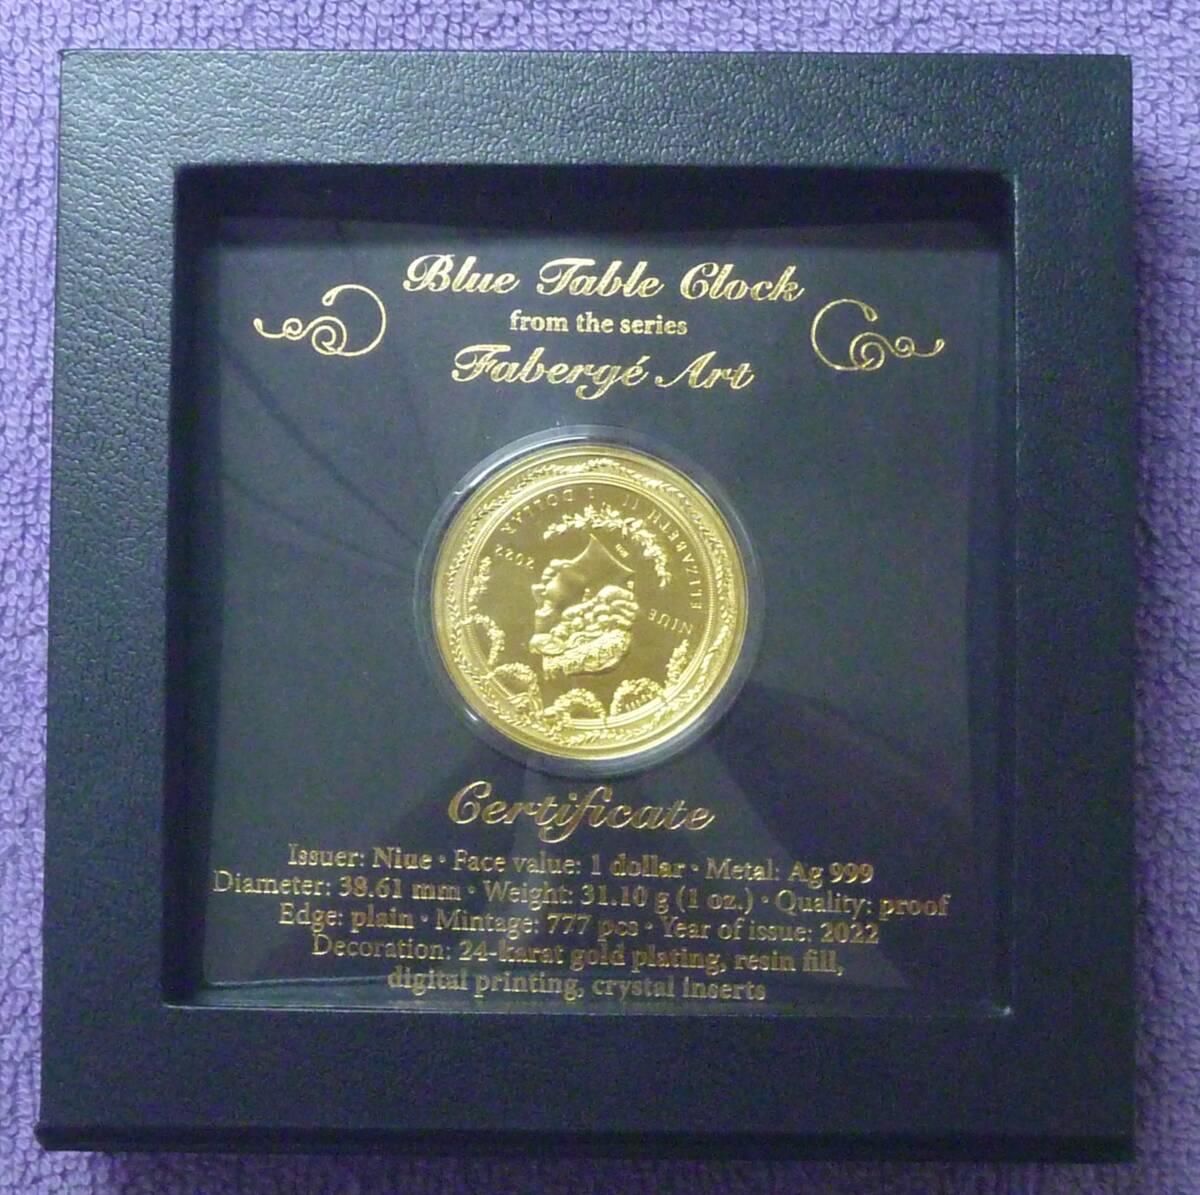 Blue Table Clock
from the series
Fabergé Art
ELIZABETH II 1 DOLLAR
NIUE
2022
Certificate
Issuer: Niue · Face value: 1 dollar · Metal: Ag 999
Diameter: 38.61 mm · Weight: 31.10 g (1 oz.) · Quality: proof
Edge: plain · Mintage: 777 pcs · Year of issue: 2022
Decoration: 24-karat gold plating, resin fill,
digital printing, crystal inserts